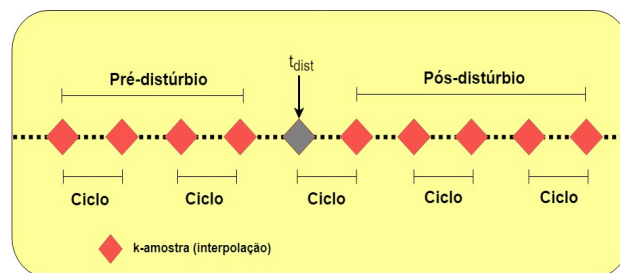 t_dist
Pré-distúrbio
Pós-distúrbio
Ciclo
Ciclo
Ciclo
Ciclo
Ciclo
k-amostra (interpolação)